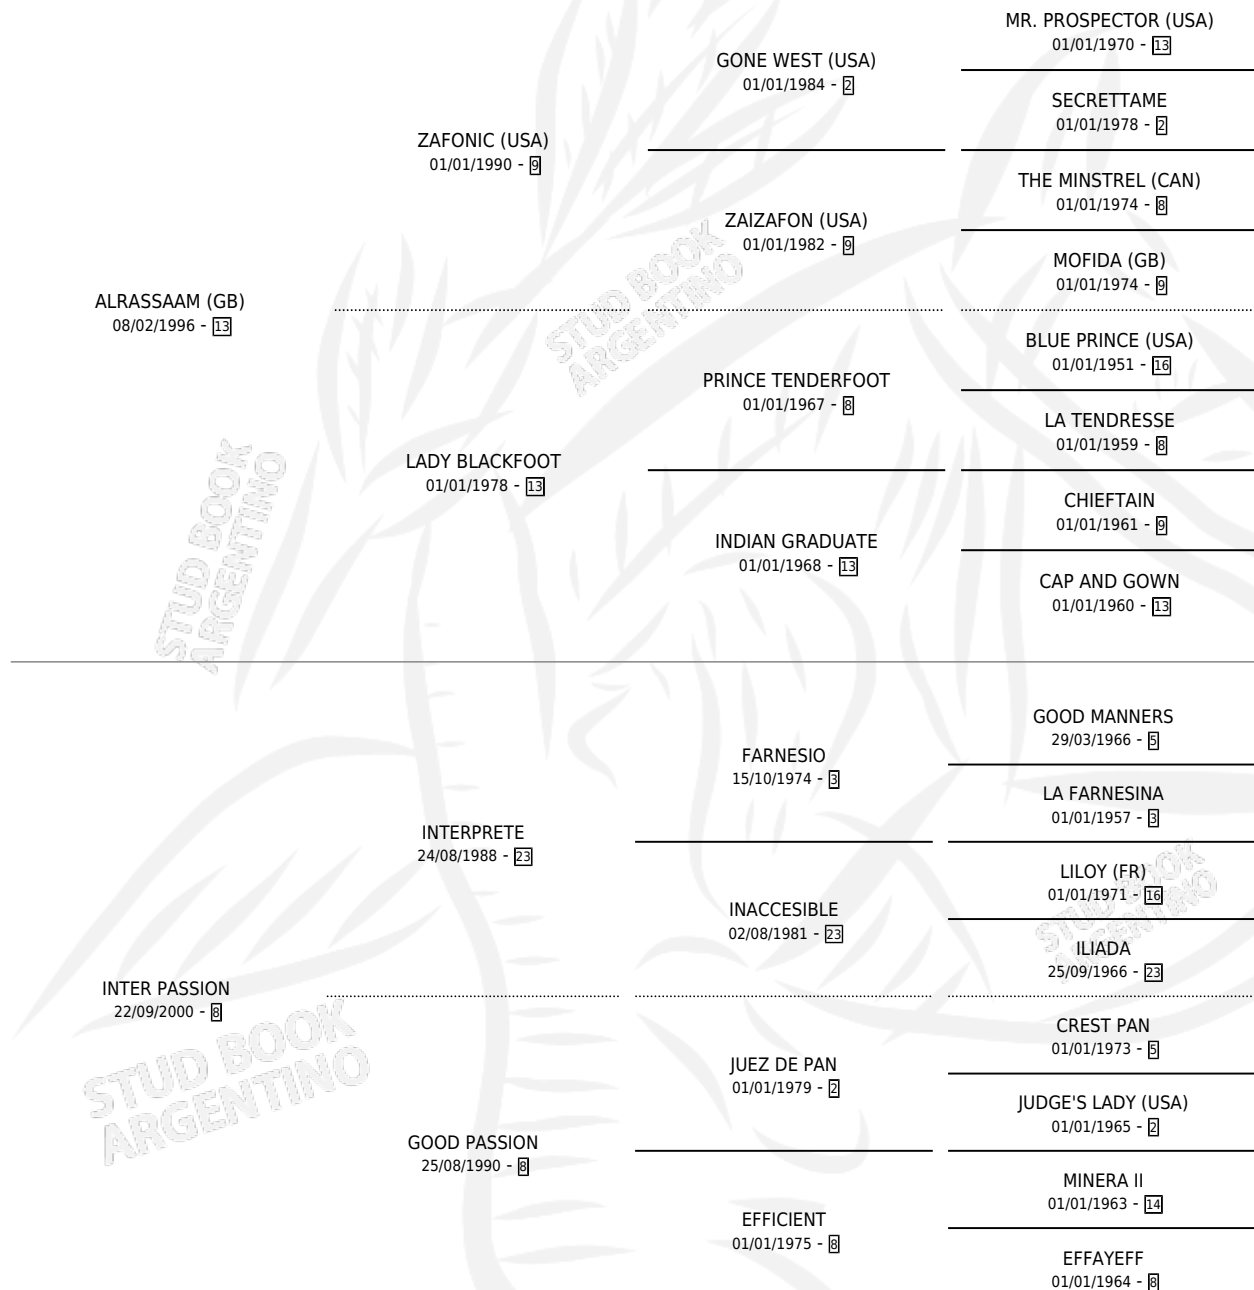 MR. PROSPECTOR (USA)
01/01/1970 - 13
GONE WEST (USA)
01/01/1984 - 2
SECRETTAME
01/01/1978 - 2
ZAFONIC (USA)
01/01/1990 - 9
THE MINSTREL (CAN)
01/01/1974 - 8
ZAIZAFON (USA)
01/01/1982 - 9
MOFIDA (GB)
01/01/1974 - 9
ALRASSAAM (GB)
08/02/1996 - 13
BLUE PRINCE (USA)
01/01/1951 - 16
PRINCE TENDERFOOT
01/01/1967 - 8
LA TENDRESSE
01/01/1959 - 8
LADY BLACKFOOT
01/01/1978 - 13
CHIEFTAIN
01/01/1961 - 9
INDIAN GRADUATE
01/01/1968 - 13
CAP AND GOWN
01/01/1960 - 13
GOOD MANNERS
29/03/1966 - 5
FARNESIO
15/10/1974 - 3
LA FARNESINA
01/01/1957 - 3
INTERPRETE
24/08/1988 - 23
LILOY (FR)
01/01/1971 - 16
INACCESIBLE
02/08/1981 - 23
ILIADA
25/09/1966 - 23
INTER PASSION
22/09/2000 - 8
CREST PAN
01/01/1973 - 5
JUEZ DE PAN
01/01/1979 - 2
JUDGE'S LADY (USA)
01/01/1965 - 2
GOOD PASSION
25/08/1990 - 8
MINERA II
01/01/1963 - 14
EFFICIENT
01/01/1975 - 8
EFFAYEFF
01/01/1964 - 8
STUD BOOK
ARGENTINO
STUD BOOK
ARGENTINO
STUD BOOK
ARGENTINO
STUD BOOK
ARGENTINO